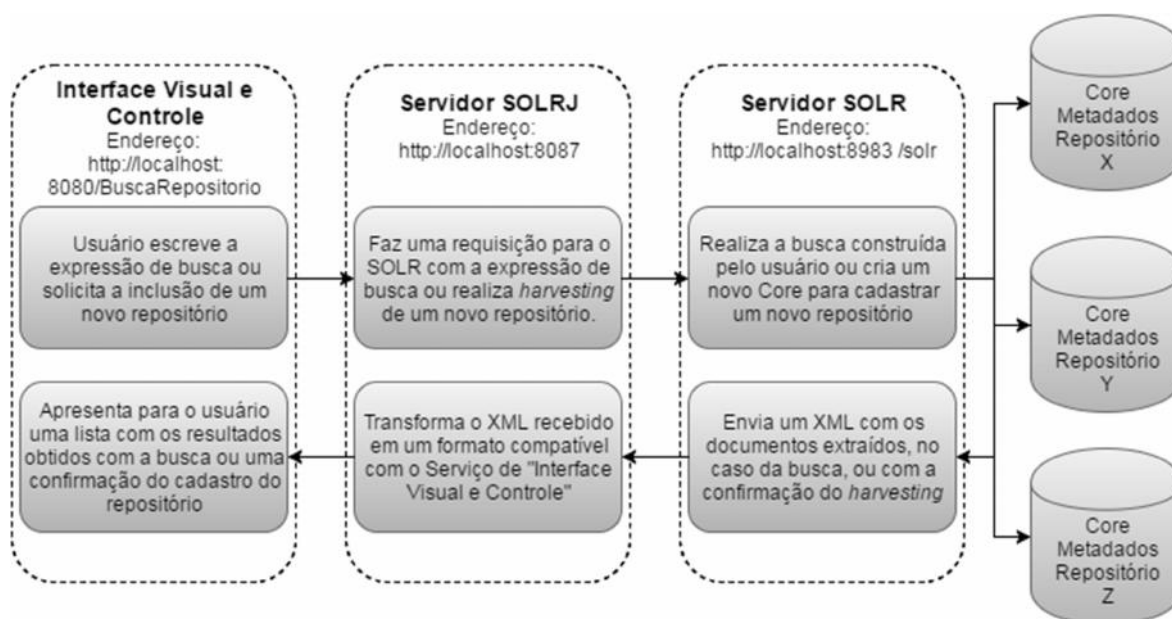 Interface Visual e
Controle
Endereço:
http://localhost:
8080/BuscaRepositorio
Usuário escreve a
expressão de busca ou
solicita a inclusão de um
novo repositório
Apresenta para o usuário
uma lista com os resultados
obtidos com a busca ou uma
confirmação do cadastro do
repositório
Servidor SOLRJ
Endereço:
http://localhost:8087
Faz uma requisição para o
SOLR com a expressão de
busca ou realiza harvesting
de um novo repositório.
Transforma o XML recebido
em um formato compatível
com o Serviço de "Interface
Visual e Controle"
Servidor SOLR
Endereço:
http://localhost:8983 /solr
Realiza a busca construída
pelo usuário ou cria um
novo Core para cadastrar
um novo repositório
Envia um XML com os
documentos extraídos, no
caso da busca, ou com a
confirmação do harvesting
Core
Metadados
Repositório
X
Core
Metadados
Repositório
Y
Core
Metadados
Repositório
Z